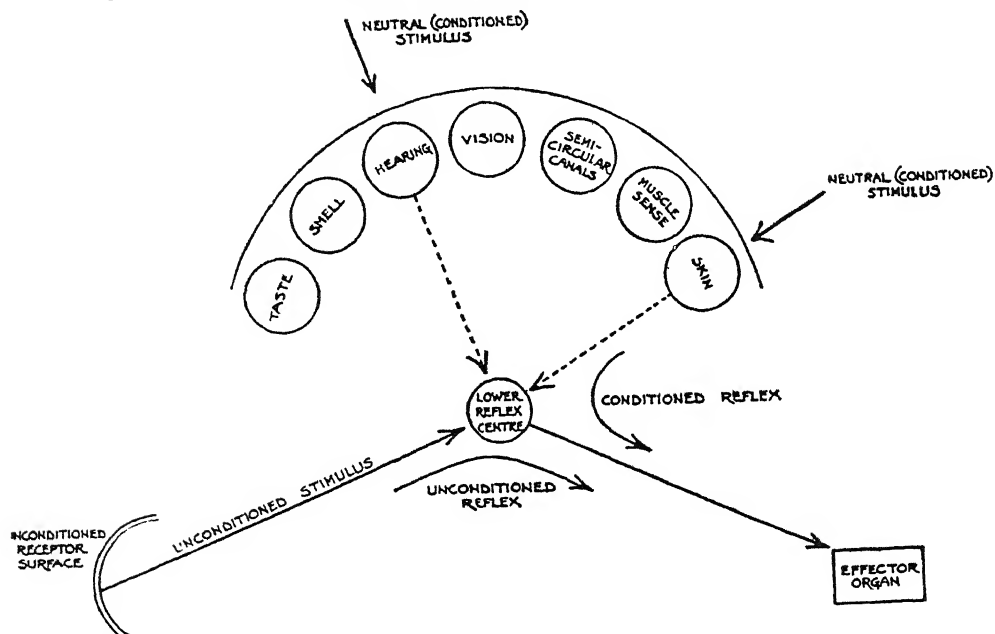 NEUTRAL (CONDITIONED)
STIMULUS
HEARING
VISION
SEMI-
CIRCULAR
CANALS
SMELL
MUSCLE
SENSE
NEUTRAL (CONDITIONED)
STIMULUS
TASTE
SKIN
LOWER
REFLEX
CENTRE
CONDITIONED REFLEX
UNCONDITIONED STIMULUS
UNCONDITIONED
REFLEX
INCONDITIONED
RECEPTOR
SURFACE
EFFECTOR
ORGAN